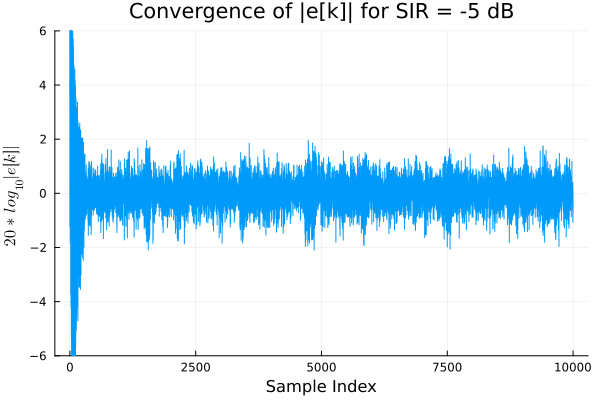 Convergence of |e[k]| for SIR = -5 dB
20 * log10|e[k]|
6
4
2
0
−2
−4
−6
0 2500 5000 7500 10000
Sample Index